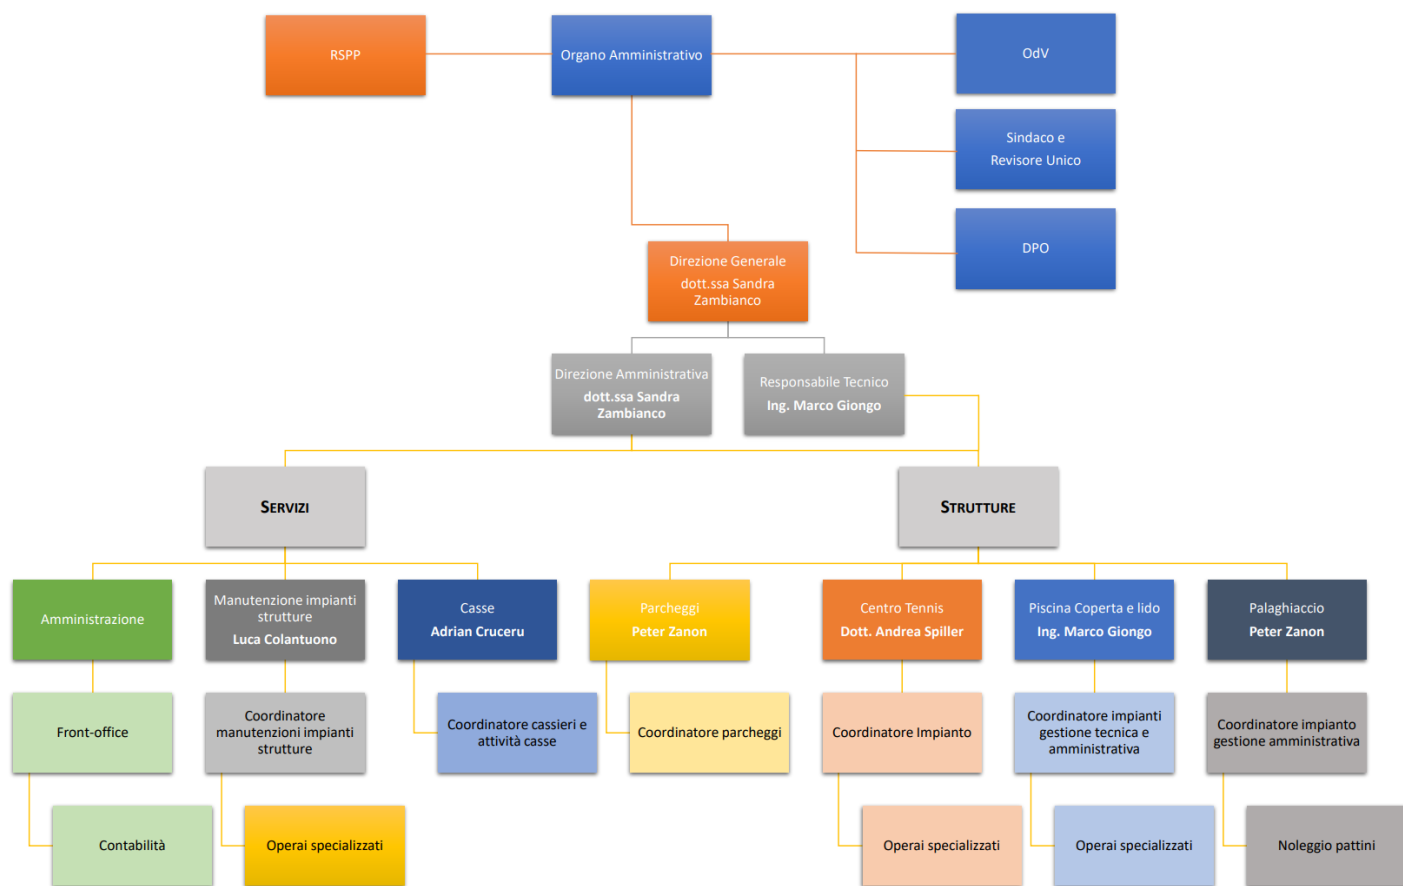 RSPP
Organo Amministrativo
OdV
Sindaco e
Revisore Unico
DPO
Direzione Generale
dott.ssa Sandra
Zambianco
Direzione Amministrativa
dott.ssa Sandra
Zambianco
Responsabile Tecnico
Ing. Marco Giongo
SERVIZI
STRUTTURE
Amministrazione
Manutenzione impianti
strutture
Luca Colantuono
Casse
Adrian Cruceru
Parcheggi
Peter Zanon
Centro Tennis
Dott. Andrea Spiller
Piscina Coperta e lido
Ing. Marco Giongo
Palaghiaccio
Peter Zanon
Front-office
Coordinatore
manutenzioni impianti
strutture
Coordinatore cassieri e
attività casse
Coordinatore parcheggi
Coordinatore Impianto
Coordinatore impianti
gestione tecnica e
amministrativa
Coordinatore impianto
gestione amministrativa
Contabilità
Operai specializzati
Operai specializzati
Operai specializzati
Noleggio pattini